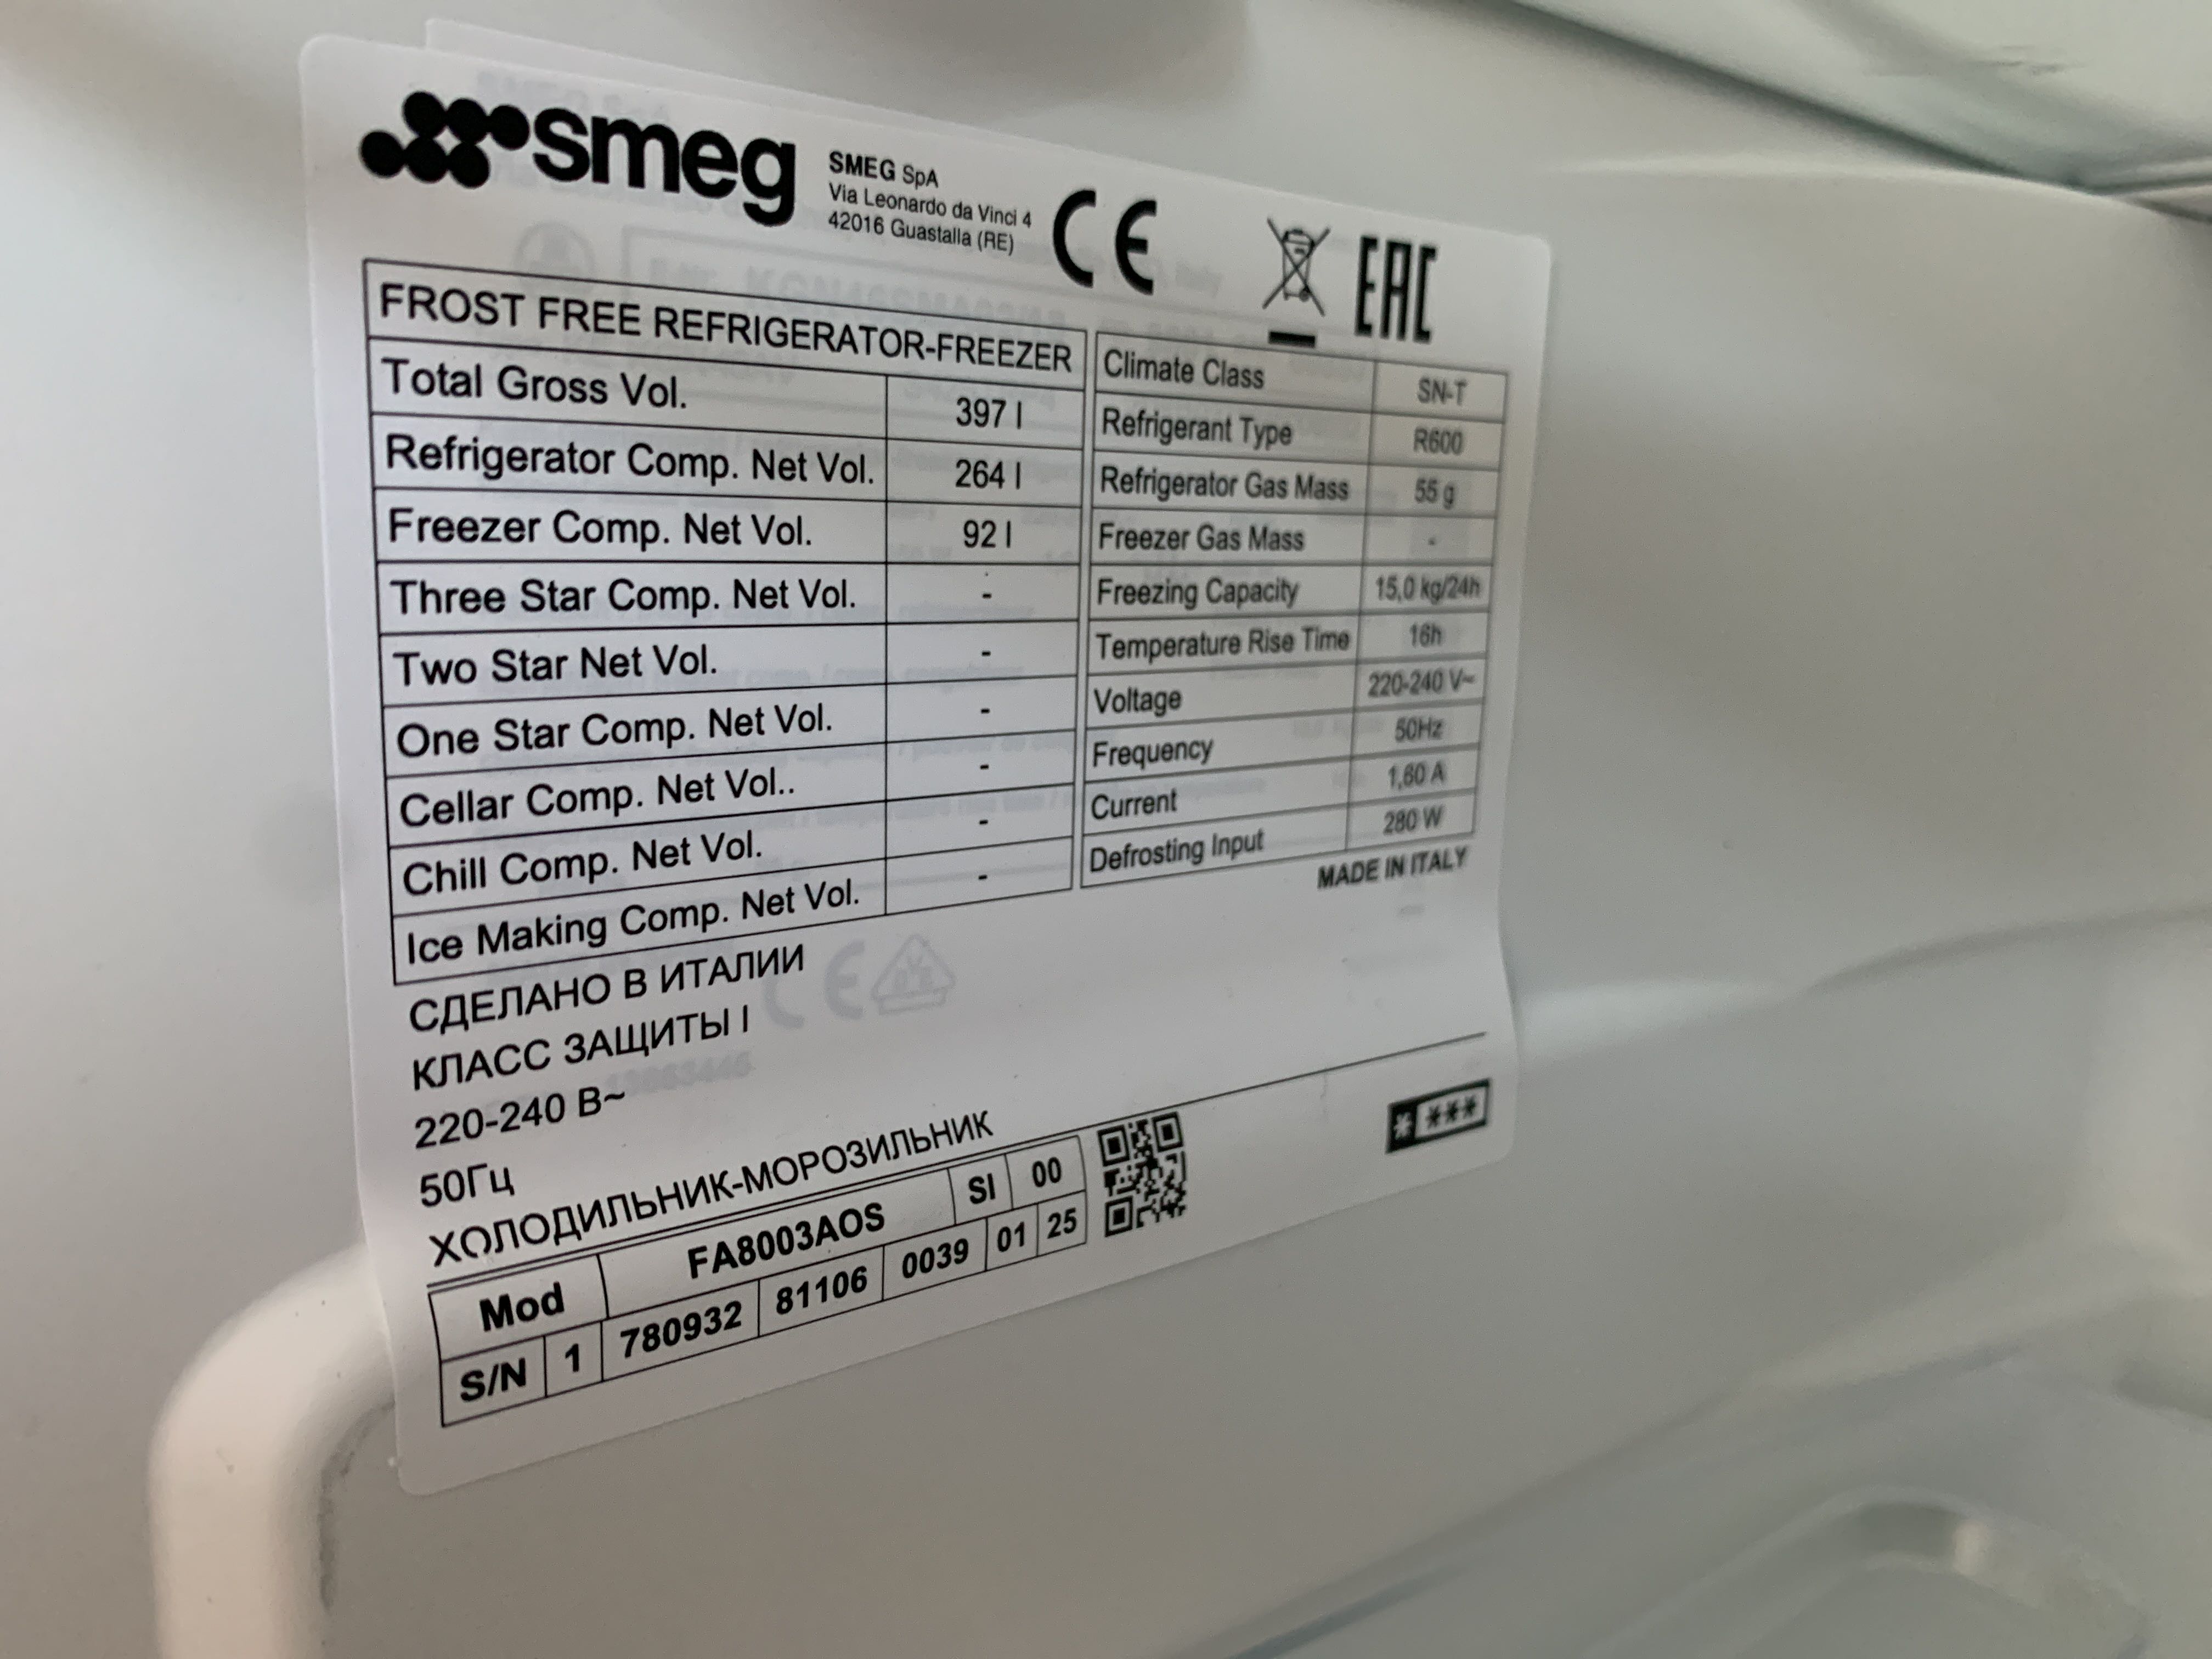 smeg
SMEG SpA
Via Leonardo da Vinci 4
42016 Guastalla (RE)
CE
EAC
FROST FREE REFRIGERATOR-FREEZER
Total Gross Vol. 397 l
Refrigerator Comp. Net Vol. 264 l
Freezer Comp. Net Vol. 92 l
Three Star Comp. Net Vol. -
Two Star Net Vol. -
One Star Comp. Net Vol. -
Cellar Comp. Net Vol.. -
Chill Comp. Net Vol. -
Ice Making Comp. Net Vol. -
Climate Class SN-T
Refrigerant Type R600
Refrigerator Gas Mass 55 g
Freezer Gas Mass -
Freezing Capacity 15,0 kg/24h
Temperature Rise Time 16h
Voltage 220-240 V~
Frequency 50Hz
Current 1,60 A
Defrosting Input 280 W
MADE IN ITALY
СДЕЛАНО В ИТАЛИИ
КЛАСС ЗАЩИТЫ I
220-240 В~
50Гц
ХОЛОДИЛЬНИК-МОРОЗИЛЬНИК
Mod FA8003AOS SI 00
S/N 1 780932 81106 0039 01 25
* ***